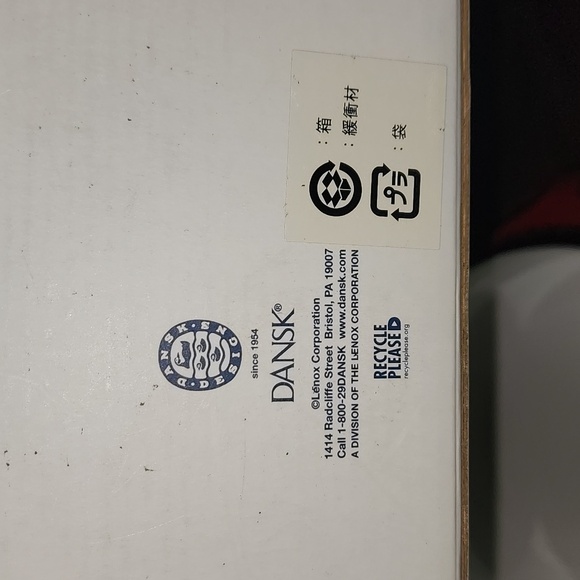 DANSK • DESIGNS •
since 1954
DANSK®
©Lenox Corporation
1414 Radcliffe Street Bristol, PA 19007
Call 1-800-29DANSK www.dansk.com
A DIVISION OF THE LENOX CORPORATION
RECYCLE
PLEASE
recycleplease.org
：箱
：緩衝材
プラ ：袋